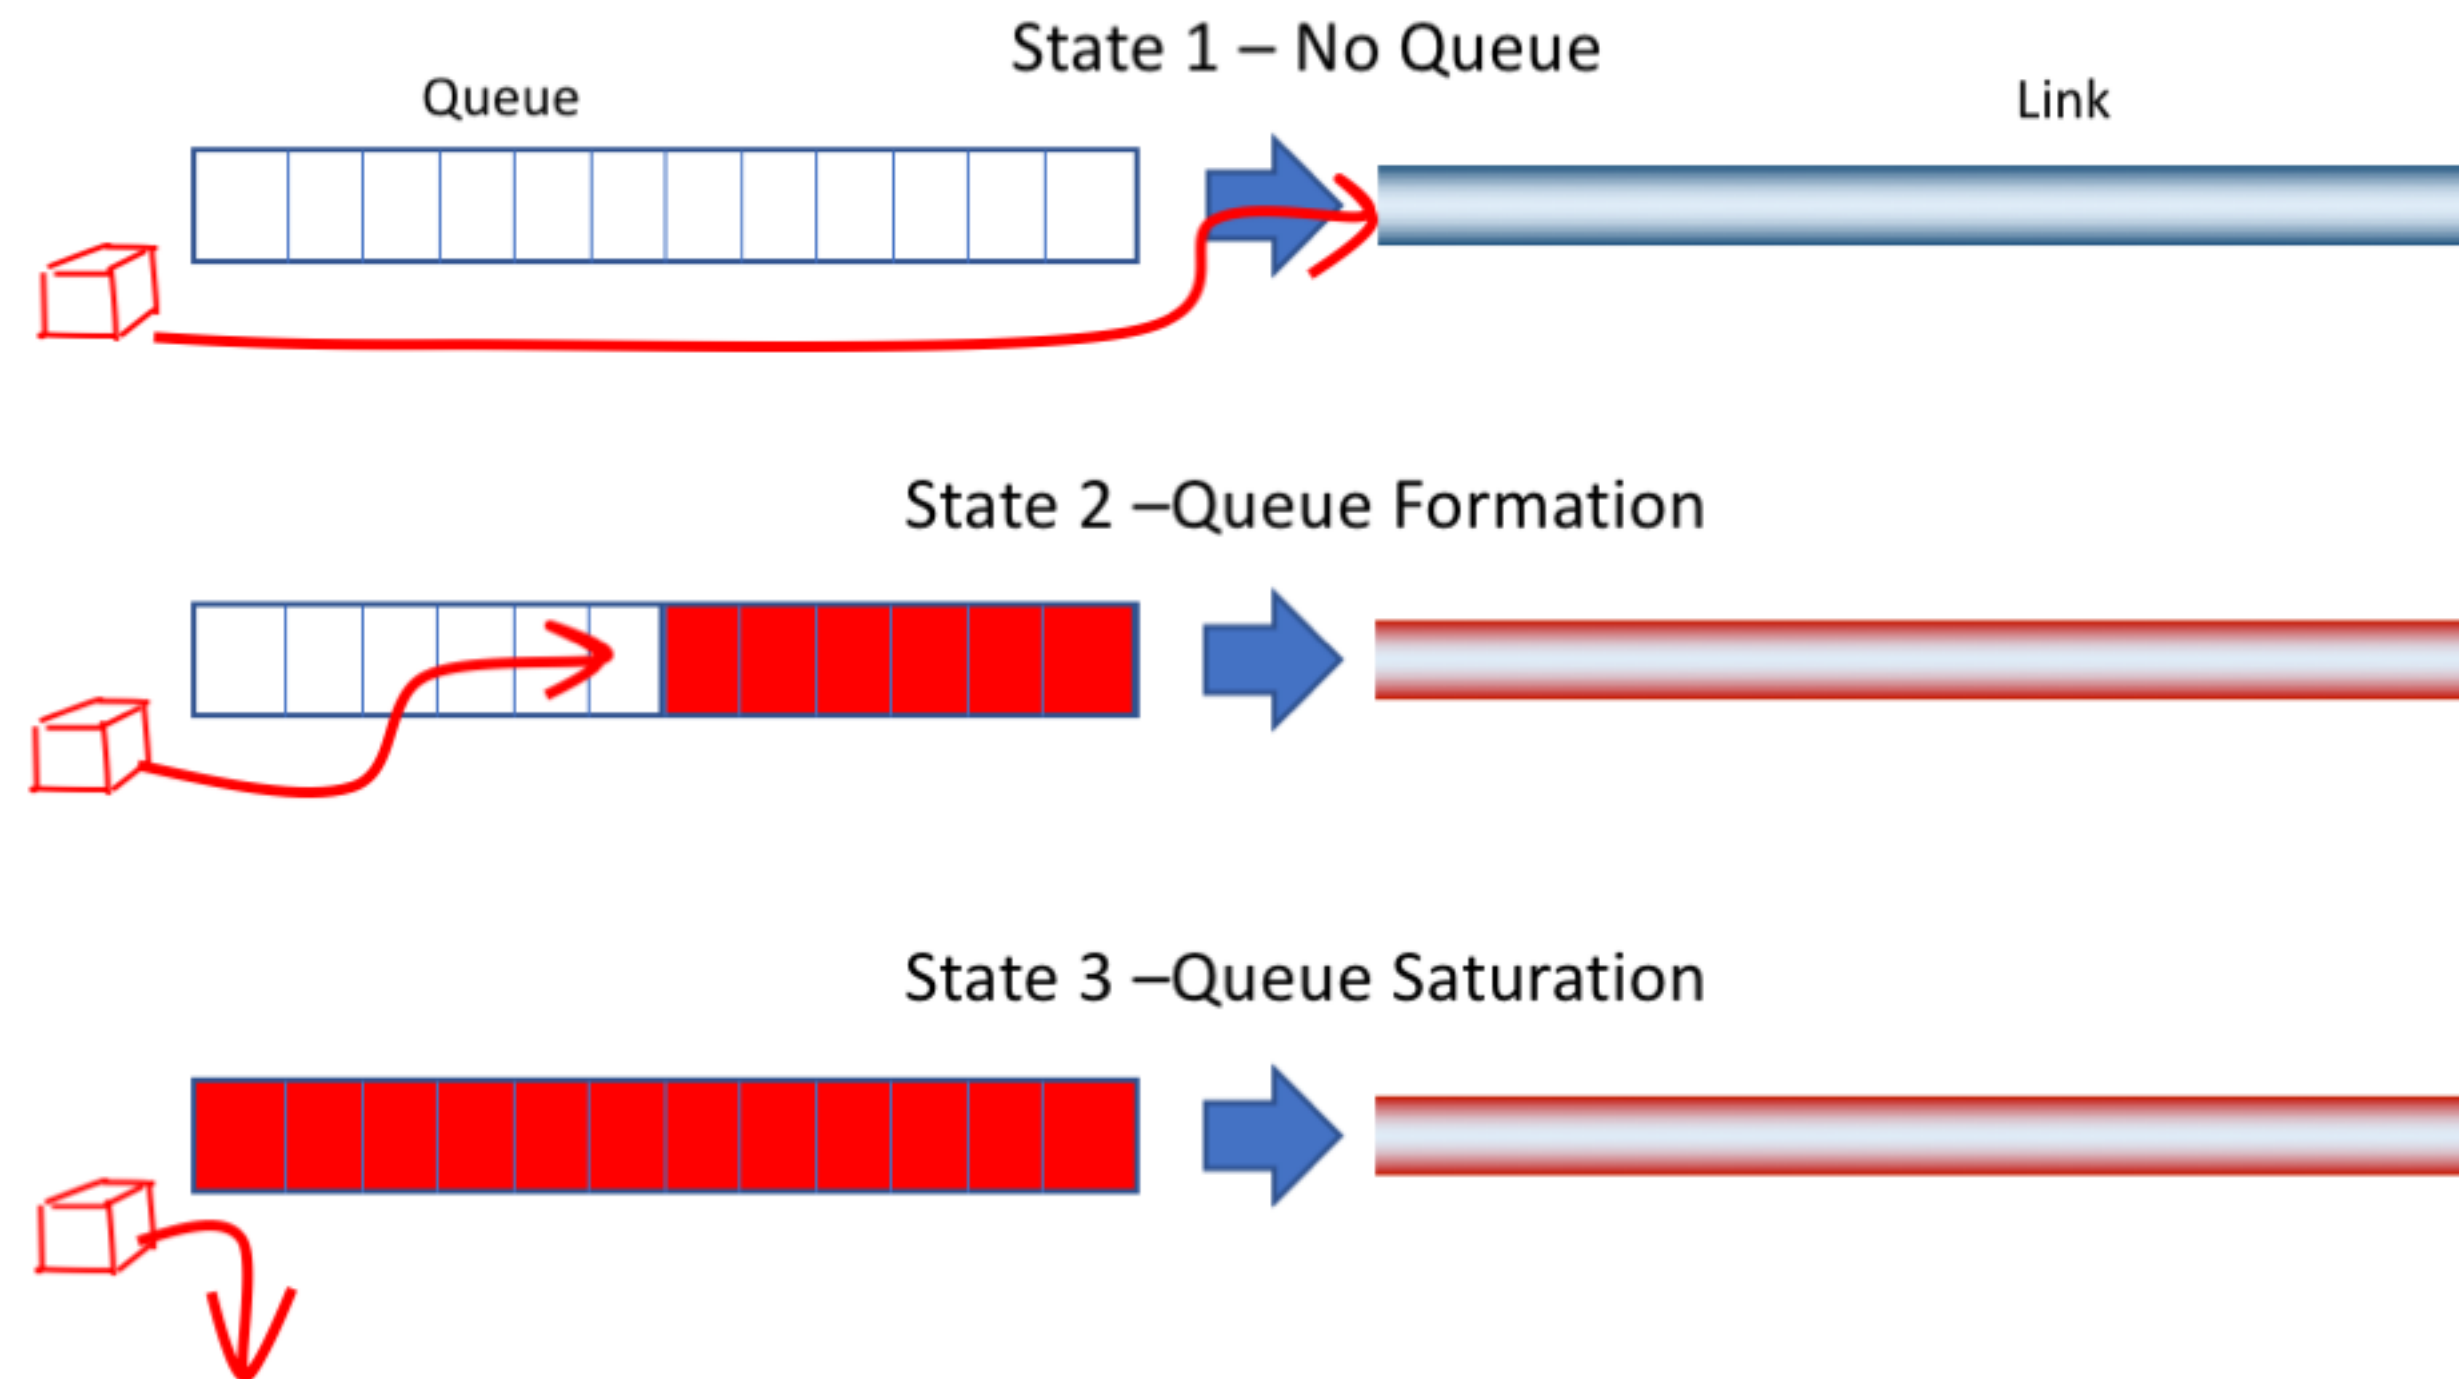 State 1 – No Queue
Queue
Link
State 2 –Queue Formation
State 3 –Queue Saturation